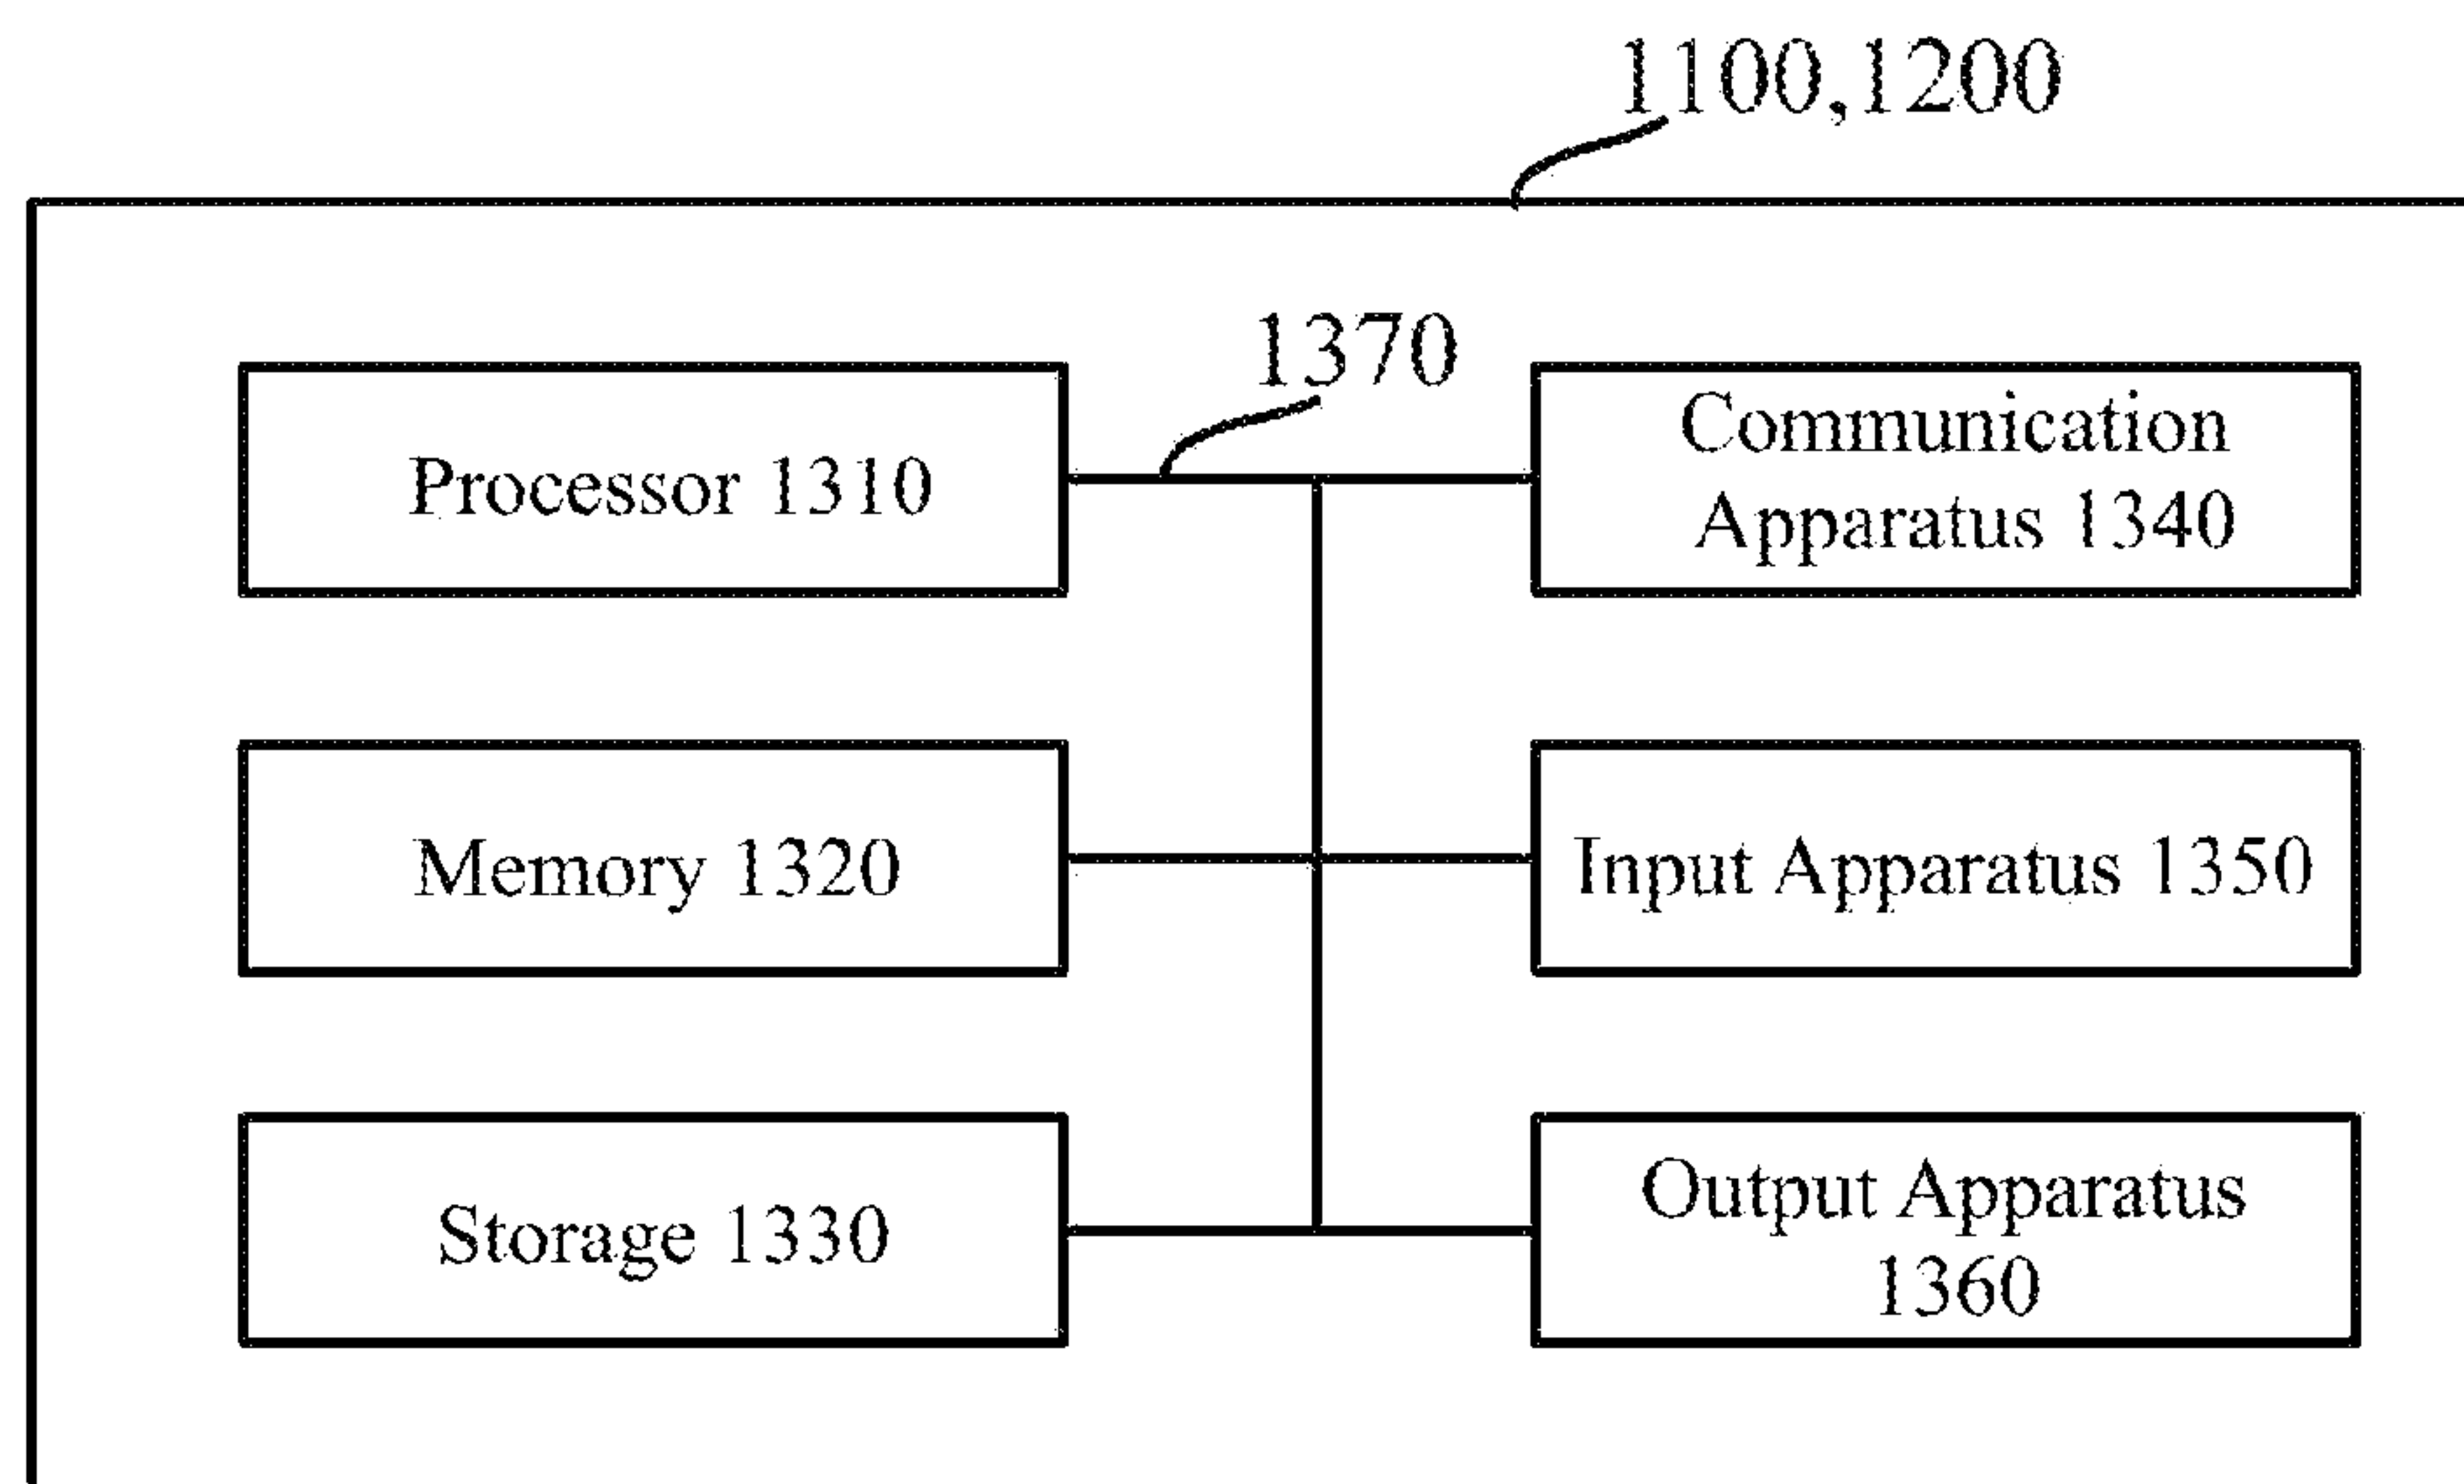 1100,1200
1370
Processor 1310
Communication
Apparatus 1340
Memory 1320
Input Apparatus 1350
Storage 1330
Output Apparatus
1360